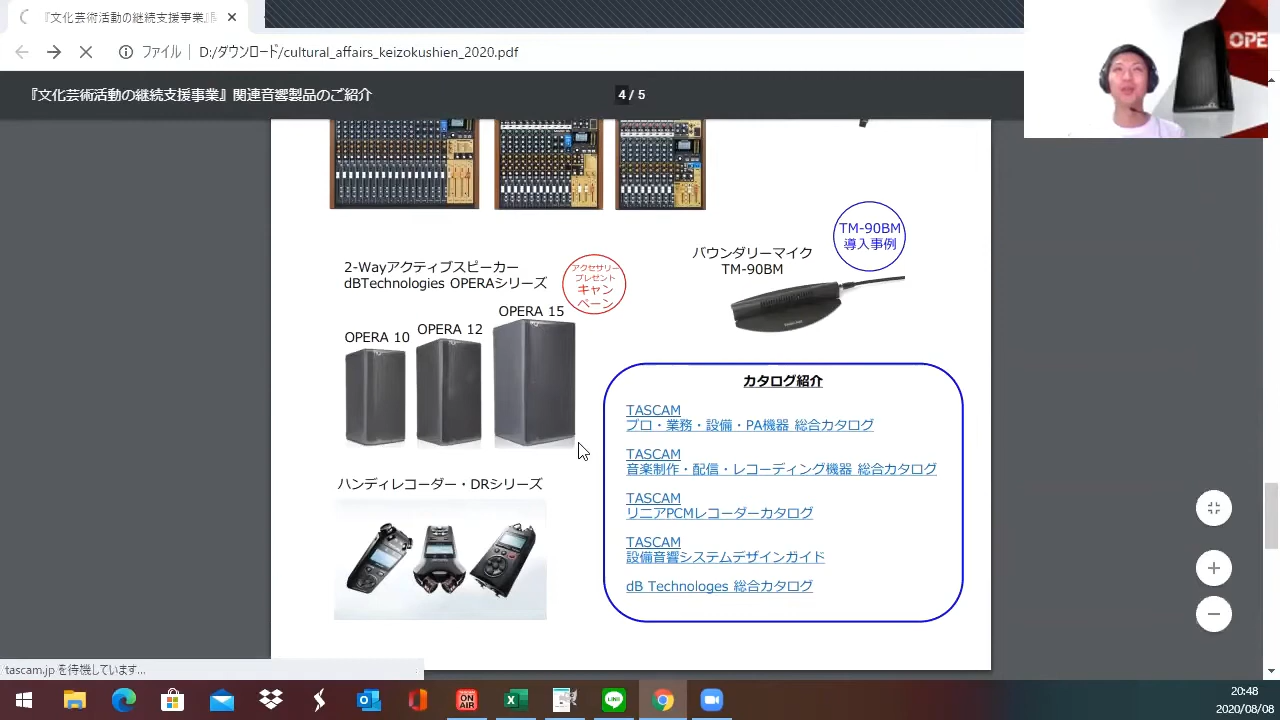 『文化芸術活動の継続支援事業』関
ファイル
D:/ダウンロード/cultural_affairs_keizokushien_2020.pdf
『文化芸術活動の継続支援事業』関連音響製品のご紹介
4 / 5
OPE
TM-90BM
導入事例
バウンダリーマイク
TM-90BM
2-Wayアクティブスピーカー
dBTechnologies OPERAシリーズ
アクセサリー
プレゼント
キャン
ペーン
OPERA 10
OPERA 12
OPERA 15
カタログ紹介
TASCAM
プロ・業務・設備・PA機器 総合カタログ
TASCAM
音楽制作・配信・レコーディング機器 総合カタログ
TASCAM
リニアPCMレコーダーカタログ
TASCAM
設備音響システムデザインガイド
dB Technologes 総合カタログ
ハンディレコーダー・DRシリーズ
tascam.jp を待機しています...
TASCAM
ON
AIR
LINE
20:48
2020/08/08